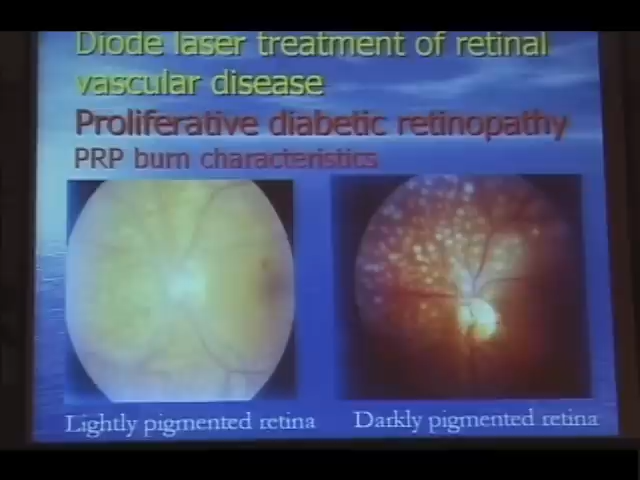 Diode laser treatment of retinal
vascular disease
Proliferative diabetic retinopathy
PRP burn characteristics
Lightly pigmented retina
Darkly pigmented retina